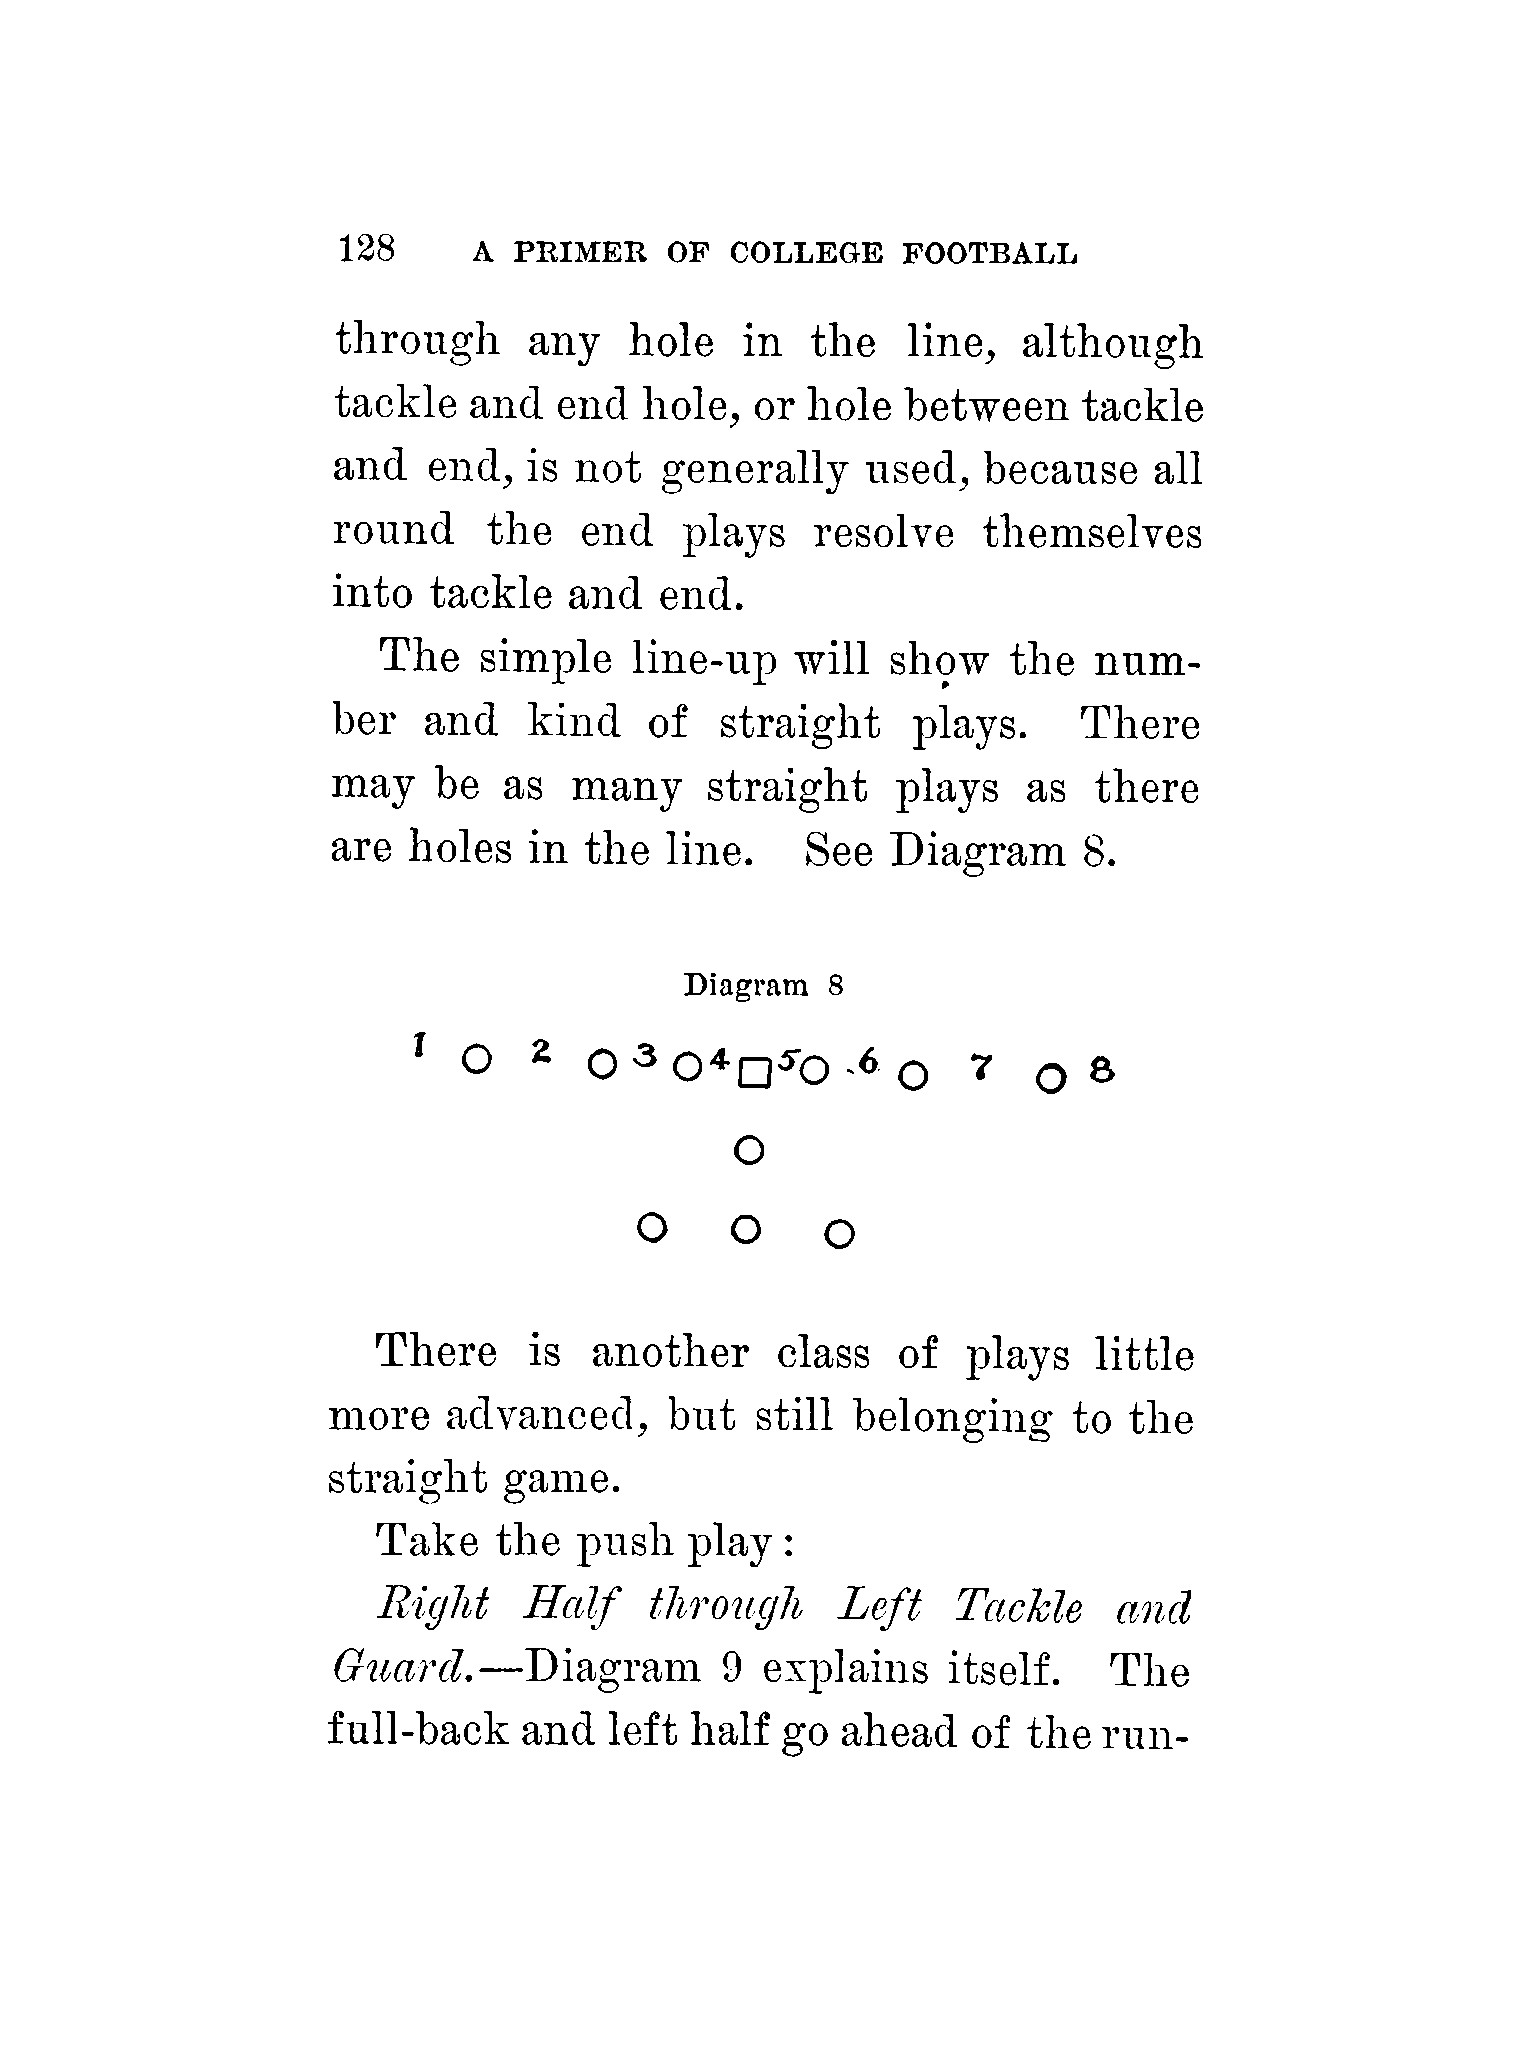 128 A PRIMER OF COLLEGE FOOTBALL
through any hole in the line, although
tackle and end hole, or hole between tackle
and end, is not generally used, because all
round the end plays resolve themselves
into tackle and end.
The simple line-up will show the num-
ber and kind of straight plays. There
may be as many straight plays as there
are holes in the line. See Diagram 8.
Diagram 8
1 2 3 4 5 6 7 8
There is another class of plays little
more advanced, but still belonging to the
straight game.
Take the push play:
Right Half through Left Tackle and
Guard.—Diagram 9 explains itself. The
full-back and left half go ahead of the run-